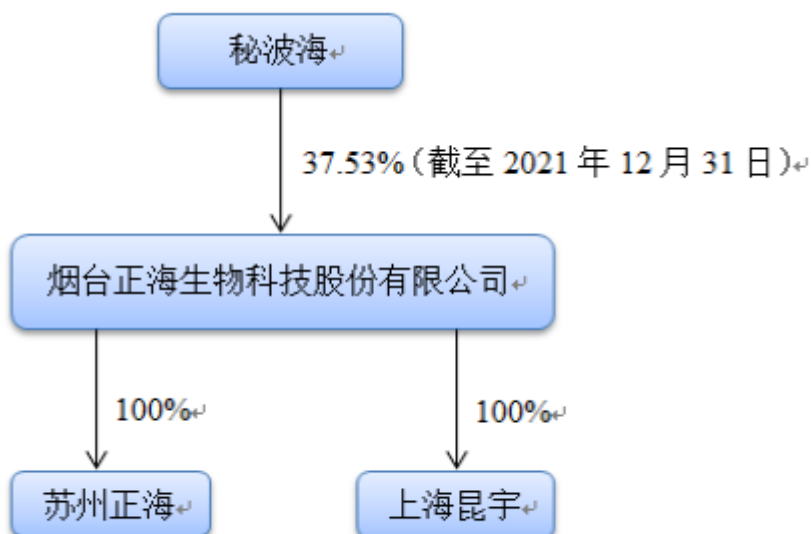 秘波海
37.53%（截至 2021 年 12 月 31 日）
烟台正海生物科技股份有限公司
100%
100%
苏州正海
上海昆宇